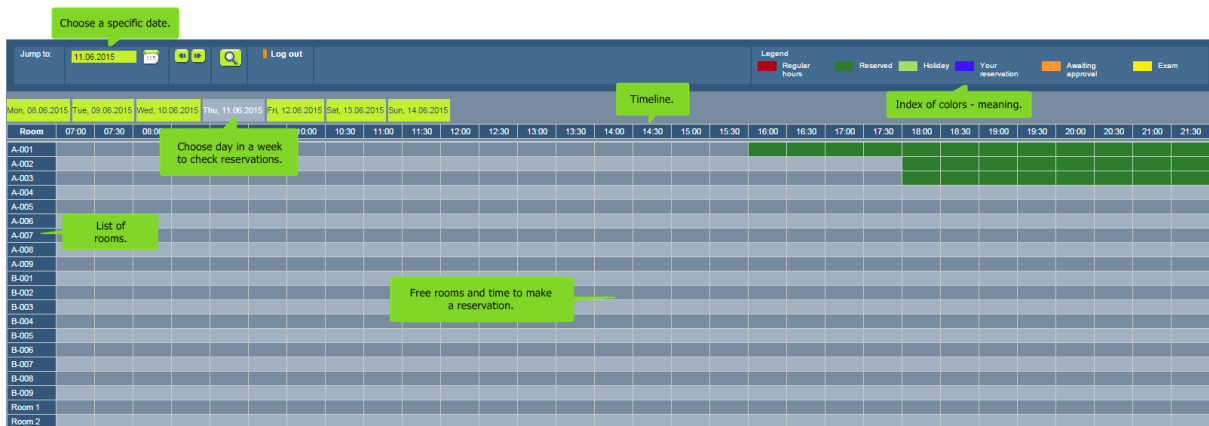 Choose a specific date.
Jump to:
11.06.2015
Log out
Legend
Regular
hours
Reserved
Holiday
Your
reservation
Awaiting
approval
Exam
Index of colors - meaning.
Timeline.
Mon, 08.06.2015 Tue, 09.06.2015 Wed, 10.06.2015 Thu, 11.06.2015 Fri, 12.06.2015 Sat, 13.06.2015 Sun, 14.06.2015
Room 07:00 07:30 08:00 10:00 10:30 11:00 11:30 12:00 12:30 13:00 13:30 14:00 14:30 15:00 15:30 16:00 16:30 17:00 17:30 18:00 18:30 19:00 19:30 20:00 20:30 21:00 21:30
Choose day in a week
to check reservations.
A-001
A-002
A-003
A-004
A-005
A-006
A-007
List of
rooms.
A-008
A-009
B-001
B-002
Free rooms and time to make
a reservation.
B-003
B-004
B-005
B-006
B-007
B-008
B-009
Room 1
Room 2